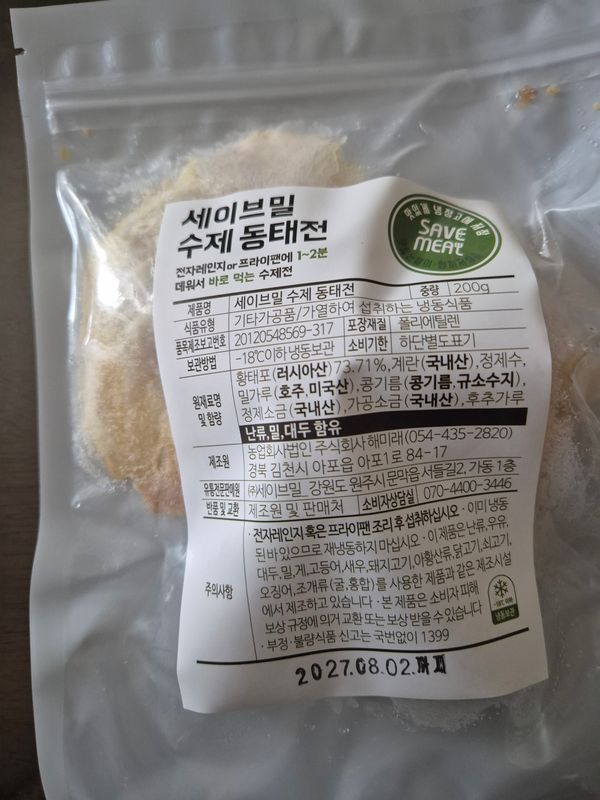 세이브밀
수제 동태전
전자레인지or프라이팬에 1~2분
데워서 바로 먹는 수제전
맛있게 냉장고에 저장
SAVE
MEAL
제품명 세이브밀 수제 동태전 중량 200g
식품유형 기타가공품/가열하여 섭취하는 냉동식품
품목제조보고번호 20120548569-317 포장재질 폴리에틸렌
보관방법 -18℃이하 냉동보관 소비기한 하단별도표기
원재료명 및 함량 황태포(러시아산)73.71%,계란(국내산),정제수,
밀가루(호주.미국산),콩기름(콩기름.규소수지),
정제소금(국내산),가공소금(국내산),후추가루
난류,밀,대두 함유
제조원 농업회사법인 주식회사 해미래(054-435-2820)
경북 김천시 아포읍 아포1로 84-17
유통전문판매원 ㈜세이브밀_강원도 원주시 문막읍 서들길2, 가동 1층
반품 및 교환 제조원 및 판매처 소비자상담실 070-4400-3446
주의사항
·전자레인지 혹은 프라이팬 조리 후 섭취하십시오 ·이미 냉동
된 바 있으므로 재냉동하지 마십시오 ·이 제품은 난류,우유,
대두,밀,게,고등어,새우,돼지고기,아황산류,닭고기,쇠고기,
오징어,조개류(굴,홍합)를 사용한 제품과 같은 제조시설
에서 제조하고 있습니다 ·본 제품은 소비자 피해
보상 규정에 의거 교환 또는 보상 받을 수 있습니다
·부정·불량식품 신고는 국번없이 1399
-18℃ 이하
냉동보관
2027.08.02.까지